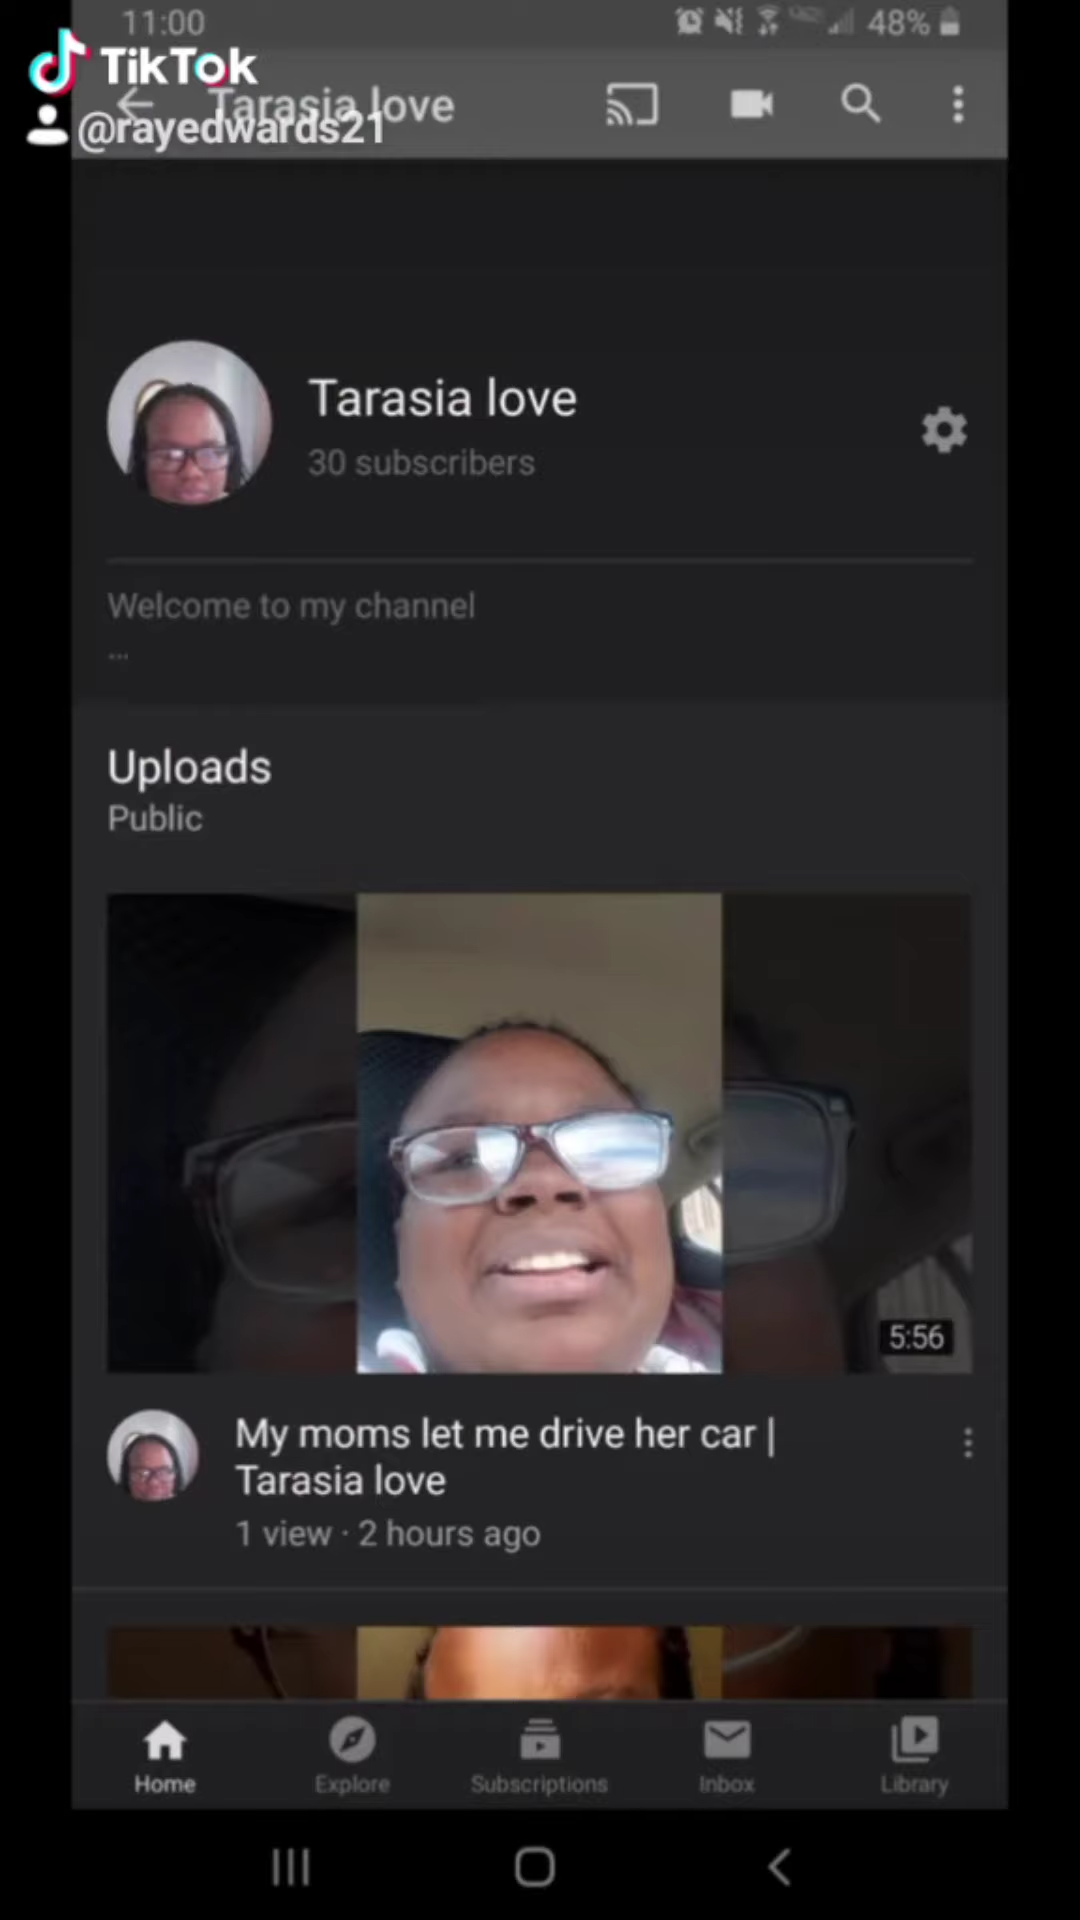 11:00
48%
TikTok
Tarasia love
@rayedwards21
Tarasia love
30 subscribers
Welcome to my channel
...
Uploads
Public
5:56
My moms let me drive her car |
Tarasia love
1 view · 2 hours ago
Home
Explore
Subscriptions
Inbox
Library